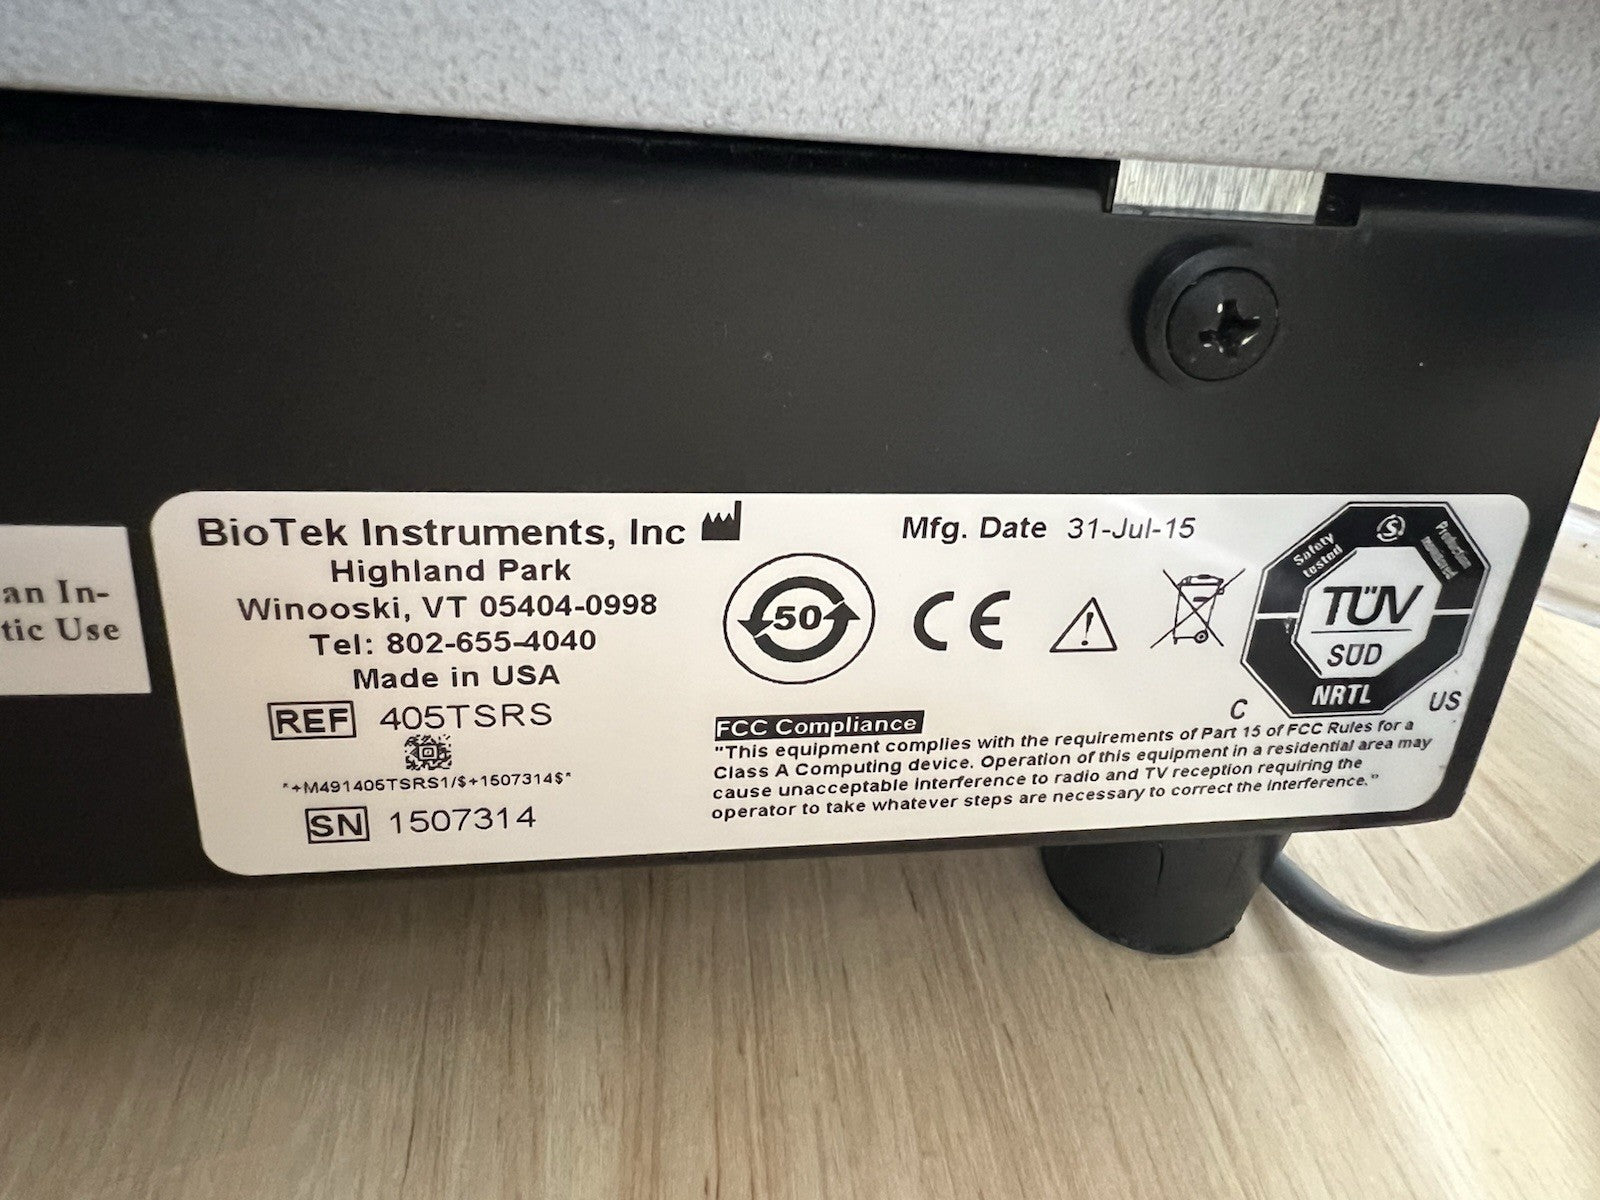 an In-
tic Use
BioTek Instruments, Inc
Highland Park
Winooski, VT 05404-0998
Tel: 802-655-4040
Made in USA
REF 405TSRS
*+M491405TSRS1/$+1507314$*
SN 1507314
Mfg. Date 31-Jul-15
50
CE
Safety
tested
S
Production
monitored
TÜV
SÜD
NRTL
C US
FCC Compliance
"This equipment complies with the requirements of Part 15 of FCC Rules for a
Class A Computing device. Operation of this equipment in a residential area may
cause unacceptable interference to radio and TV reception requiring the
operator to take whatever steps are necessary to correct the interference."